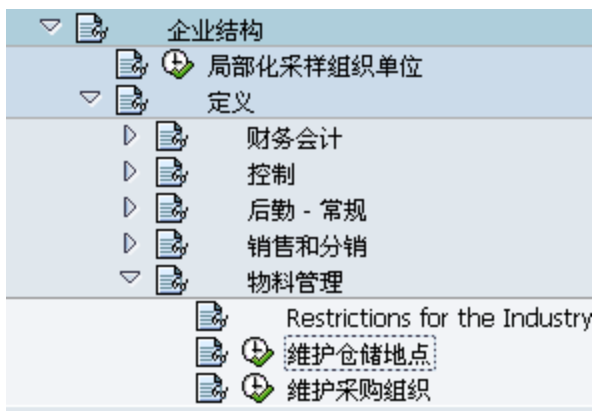 企业结构
局部化采样组织单位
定义
财务会计
控制
后勤 - 常规
销售和分销
物料管理
Restrictions for the Industry
维护仓储地点
维护采购组织